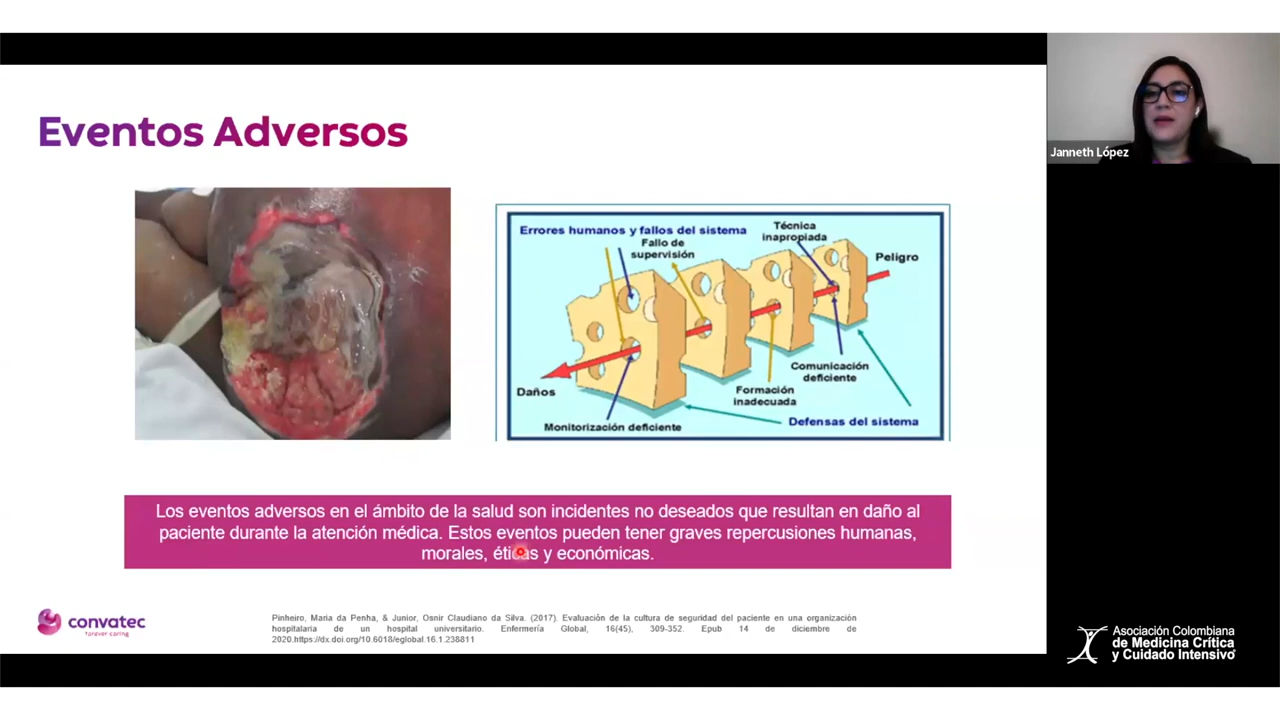 Eventos Adversos
Errores humanos y fallos del sistema
Fallo de
supervisión
Técnica
inapropiada
Peligro
Daños
Comunicación
deficiente
Formación
inadecuada
Monitorización deficiente
Defensas del sistema
Los eventos adversos en el ámbito de la salud son incidentes no deseados que resultan en daño al
paciente durante la atención médica. Estos eventos pueden tener graves repercusiones humanas,
morales, éticas y económicas.
convatec
forever caring
Pinheiro, Maria da Penha, & Junior, Osnir Claudiano da Silva. (2017). Evaluación de la cultura de seguridad del paciente en una organización
hospitalaria de un hospital universitario. Enfermería Global, 16(45), 309-352. Epub 14 de diciembre de
2020.https://dx.doi.org/10.6018/eglobal.16.1.238811
Janneth López
Asociación Colombiana
de Medicina Crítica
y Cuidado Intensivo